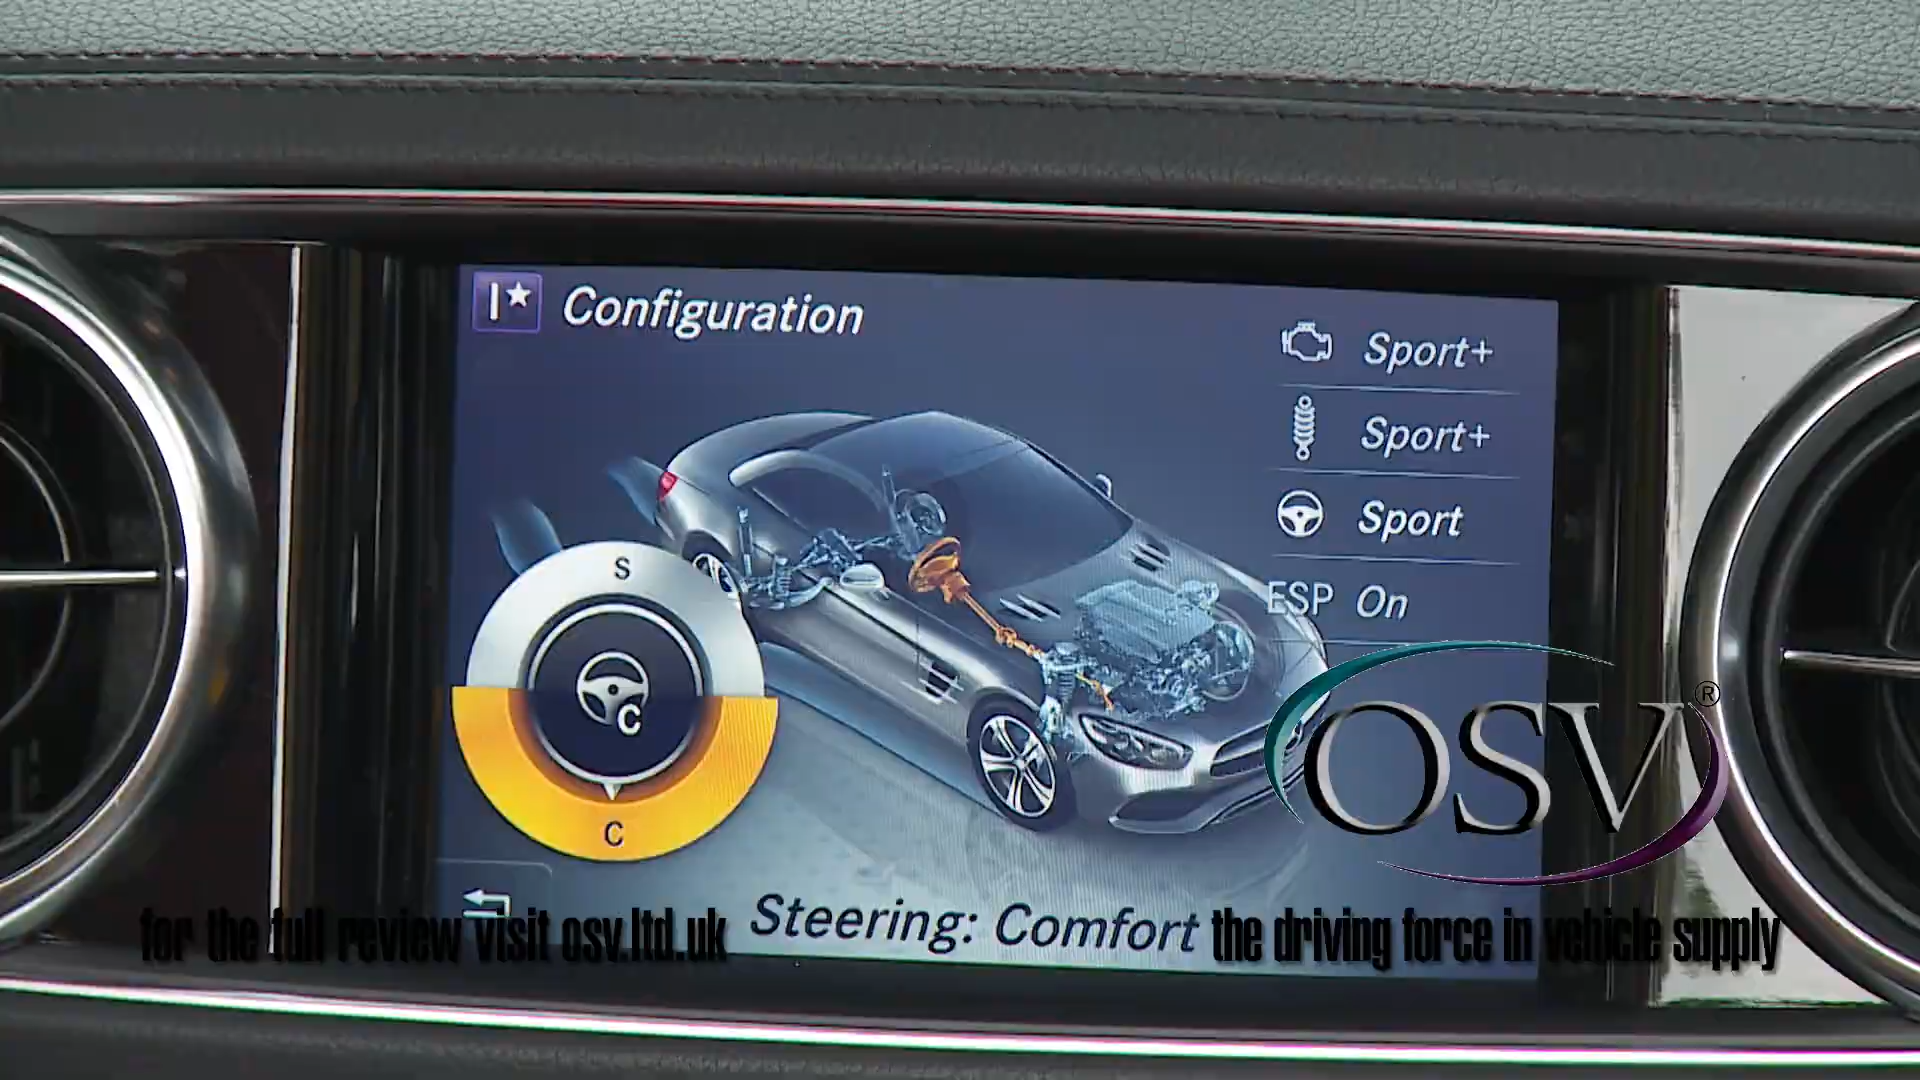 I★ Configuration
Sport+
Sport+
Sport
ESP On
S
C
C
Steering: Comfort
OSV®
for the full review visit osv.ltd.uk
the driving force in vehicle supply